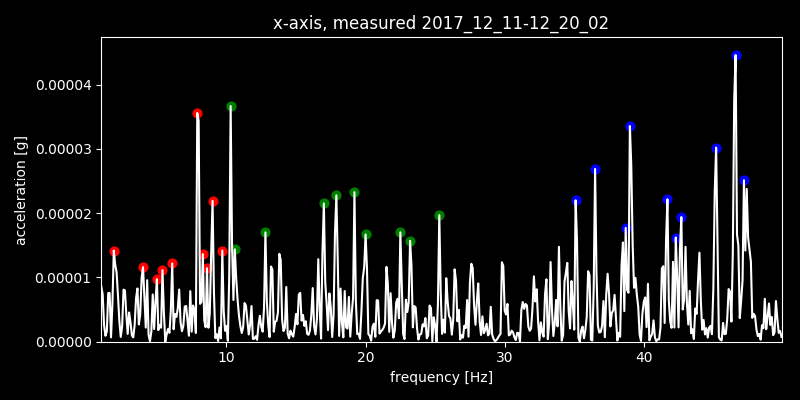 x-axis, measured 2017_12_11-12_20_02
acceleration [g]
0.00004
0.00003
0.00002
0.00001
0.00000
10 20 30 40
frequency [Hz]